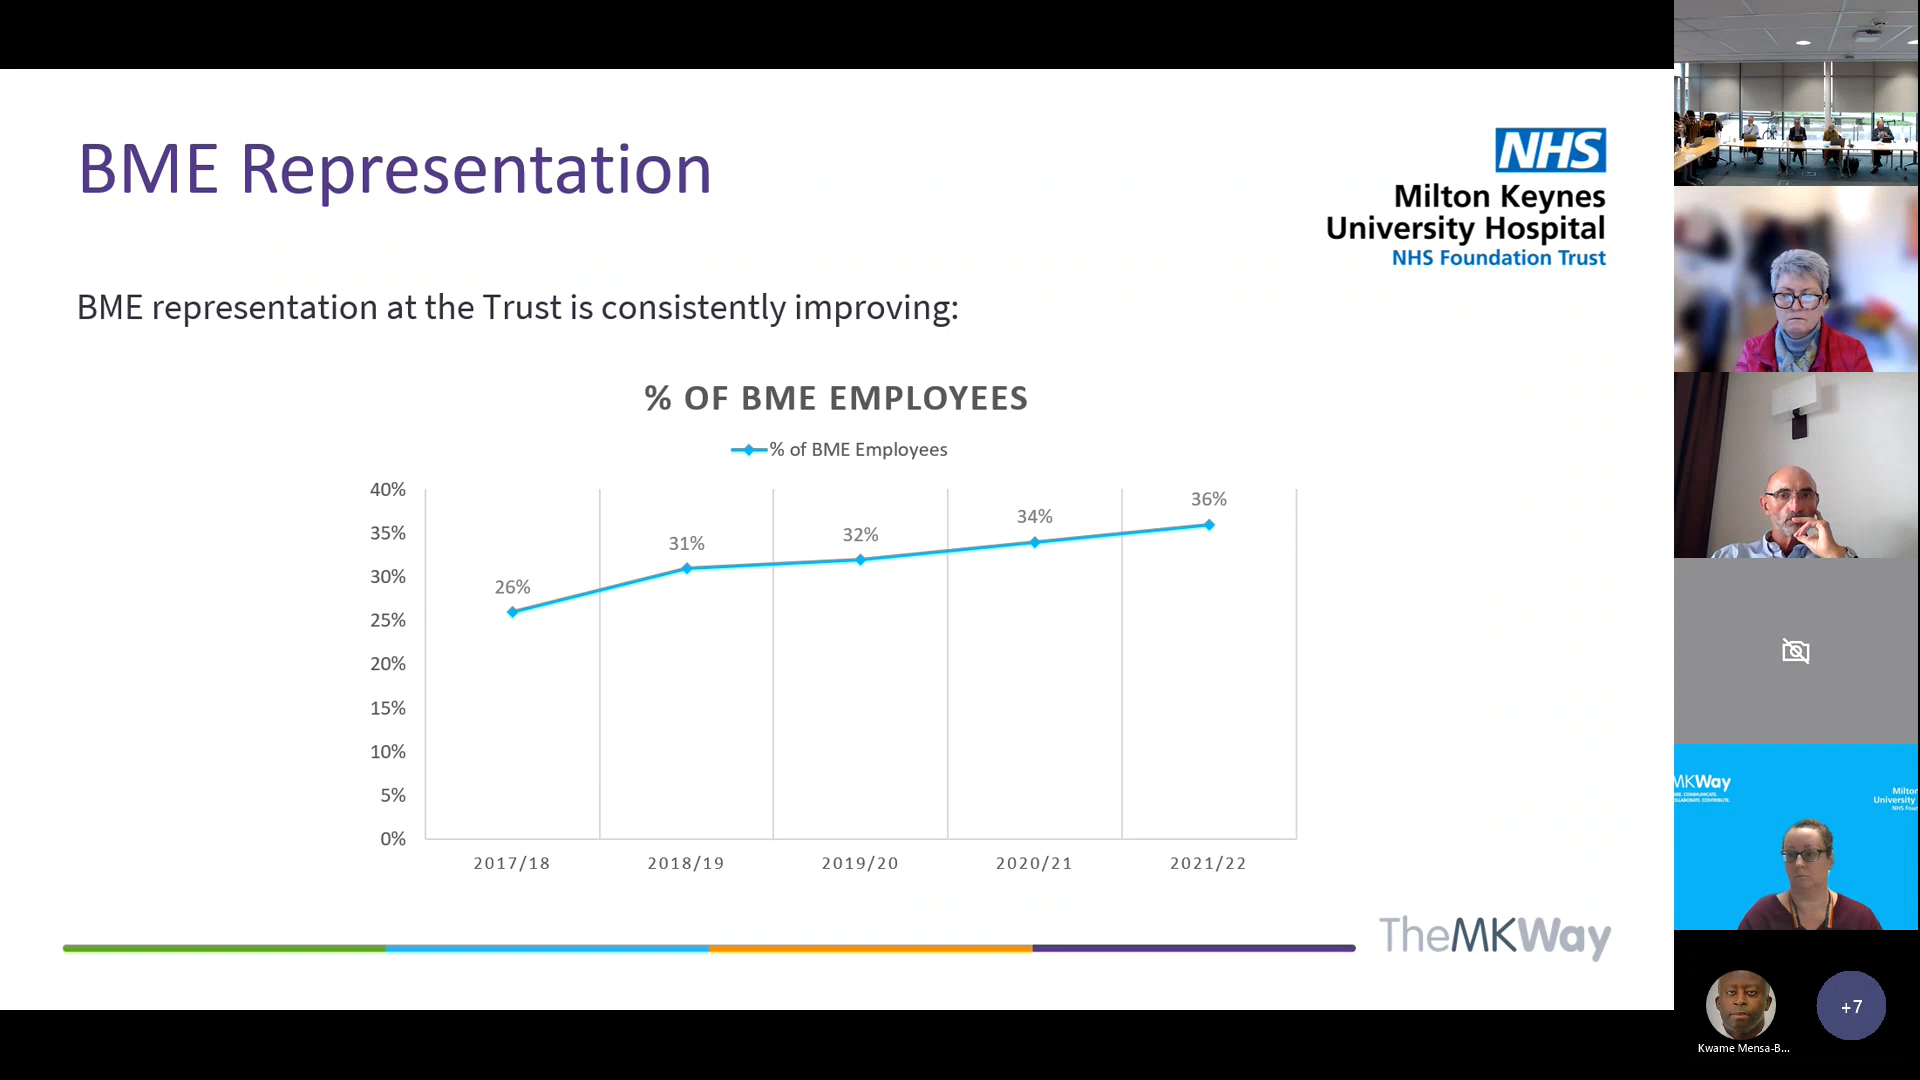 BME Representation
NHS
Milton Keynes
University Hospital
NHS Foundation Trust
BME representation at the Trust is consistently improving:
% OF BME EMPLOYEES
% of BME Employees
40%
35%
30%
25%
20%
15%
10%
5%
0%
26%
31%
32%
34%
36%
2017/18
2018/19
2019/20
2020/21
2021/22
TheMKWay
MKWay
Milton
University
+7
Kwame Mensa-B...